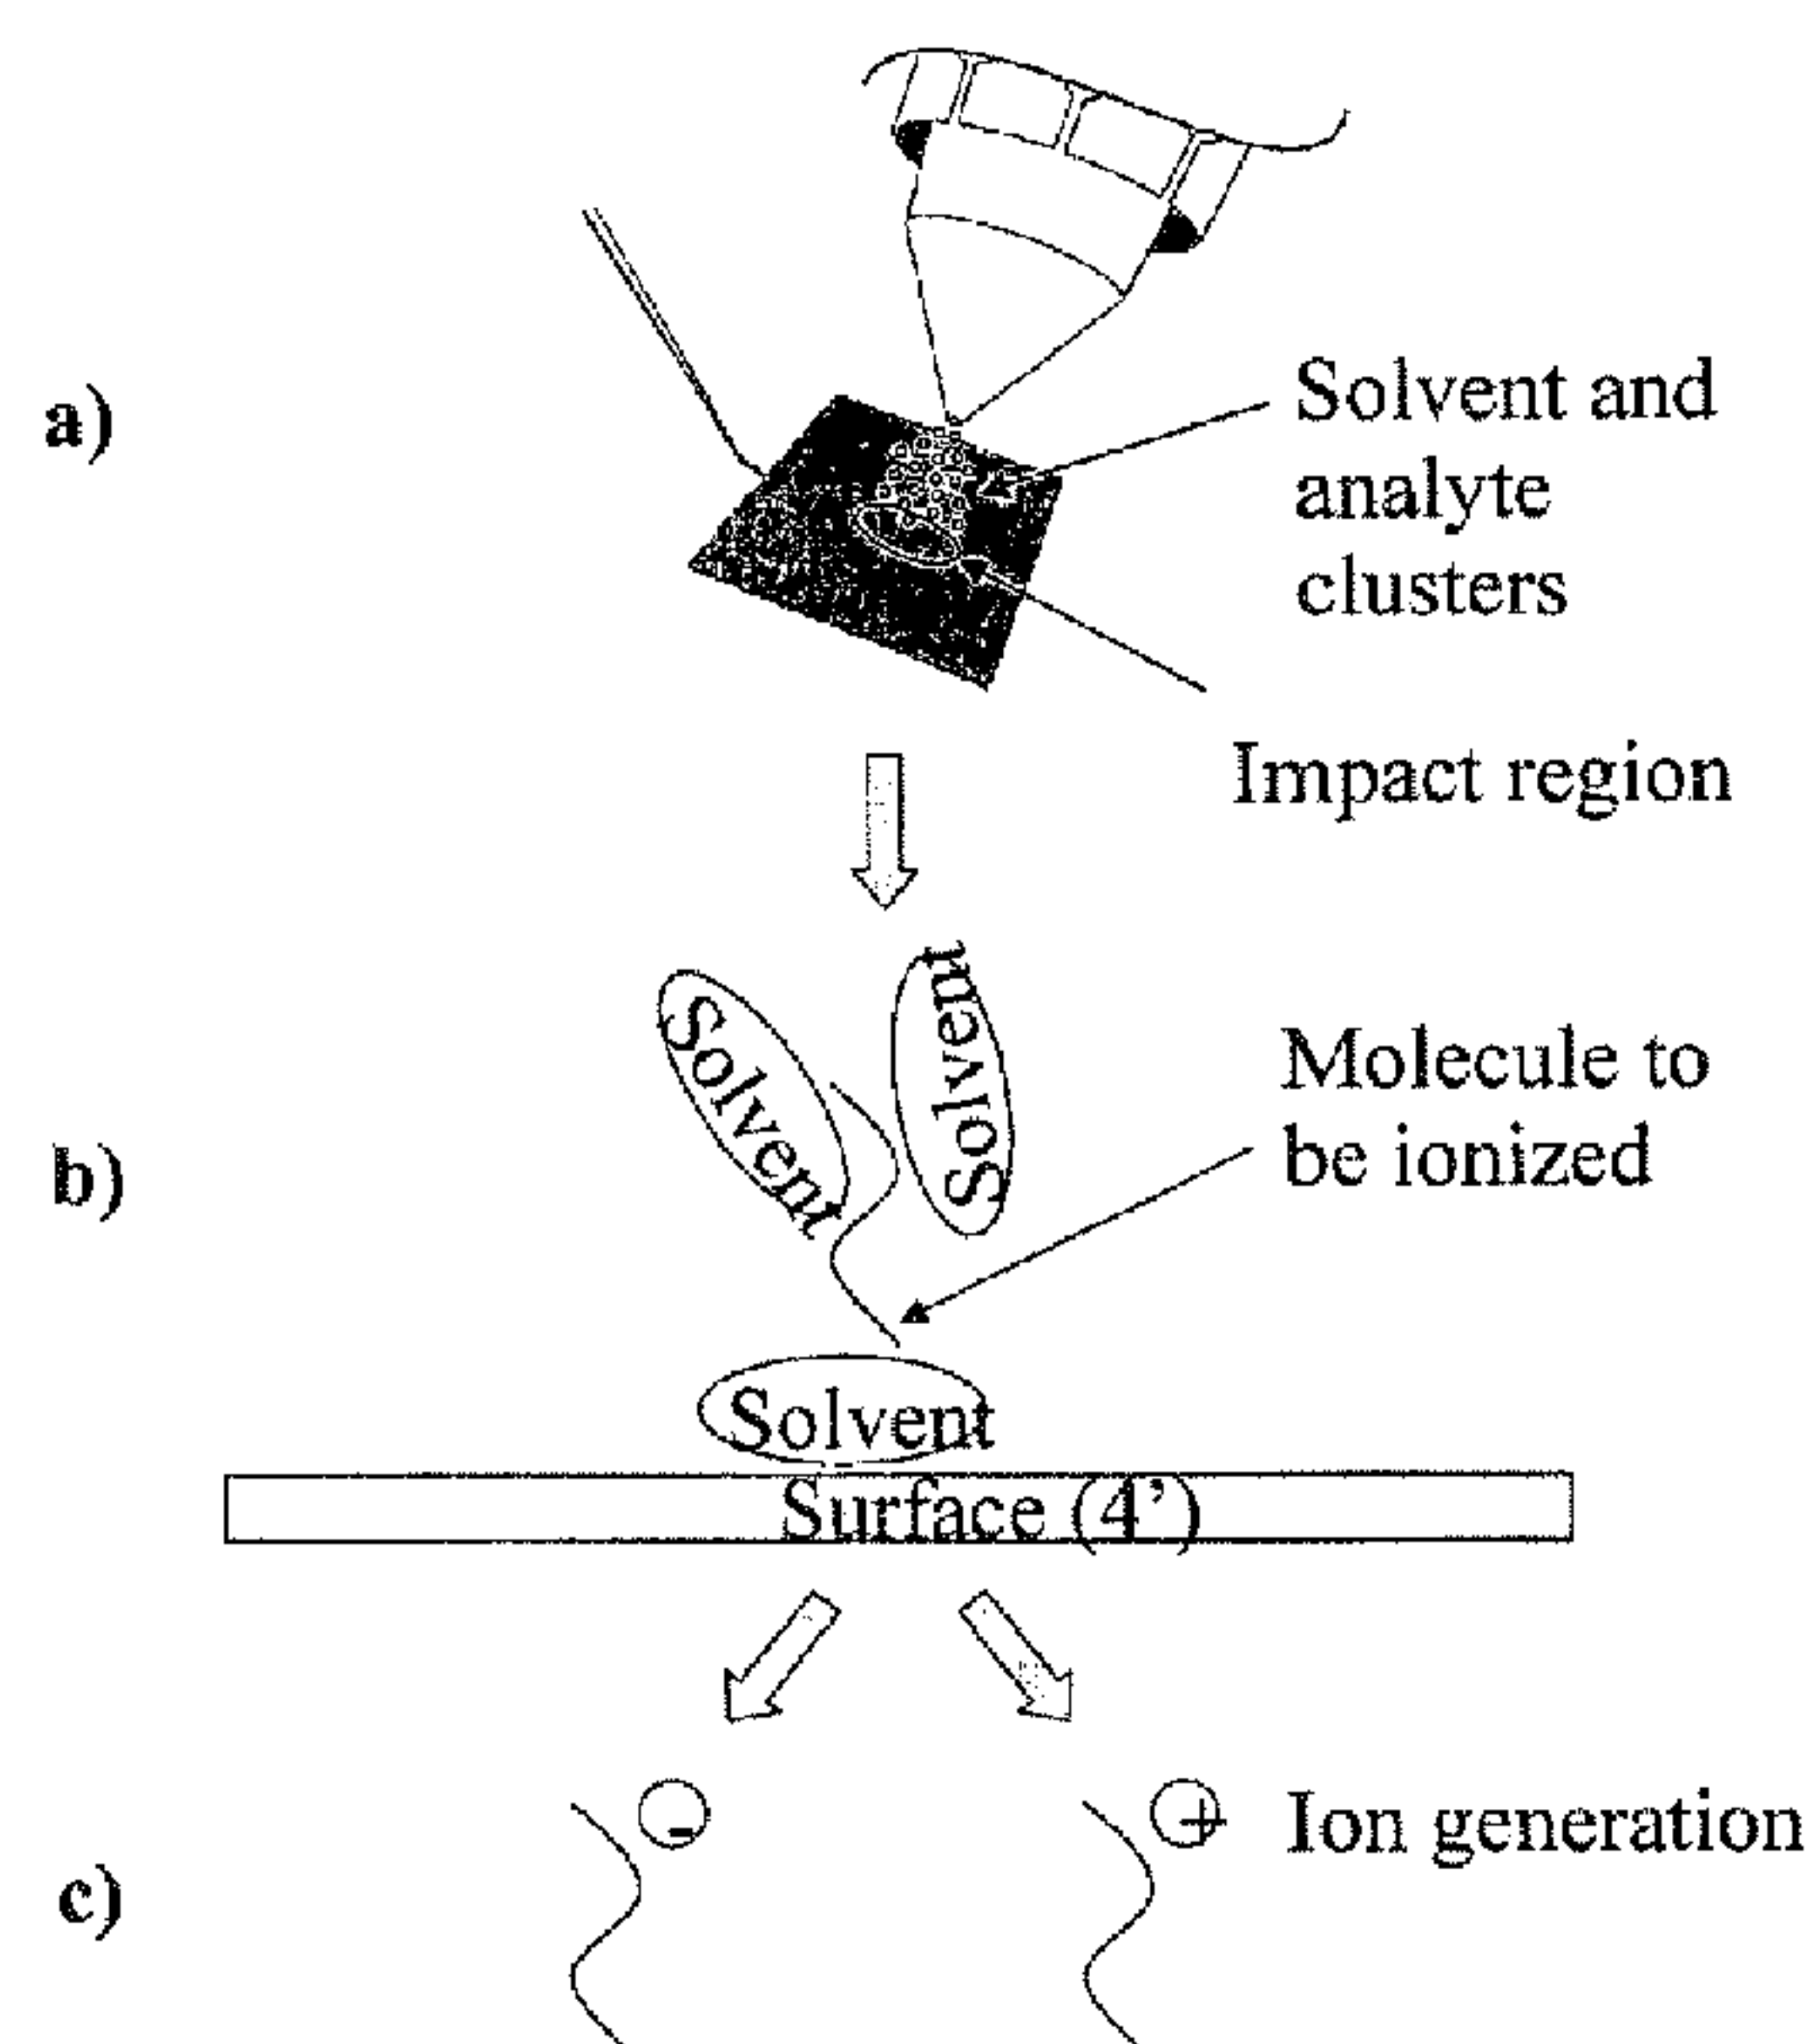 a)
Solvent and
analyte
clusters
Impact region
b)
Solvent
Solvent
Molecule to
be ionized
Solvent
Surface (4’)
-
+
Ion generation
c)